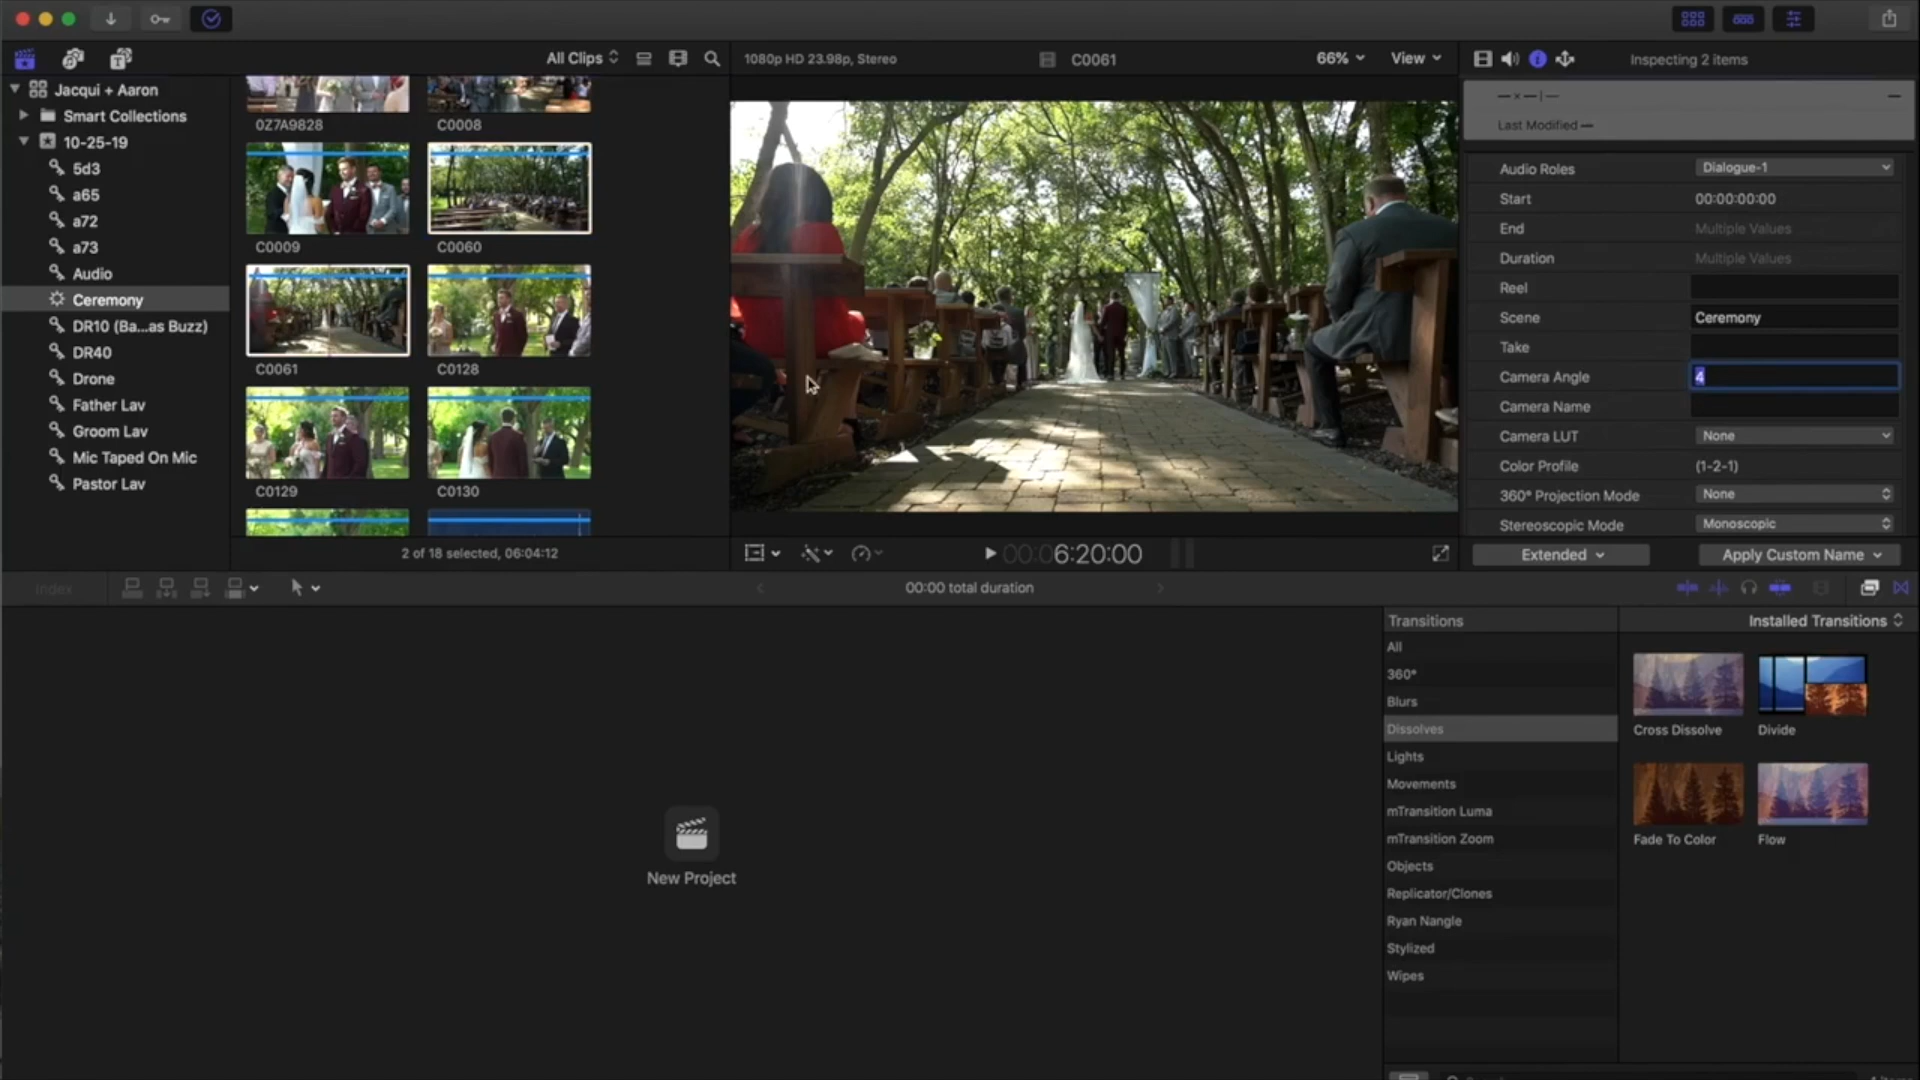 All Clips
1080p HD 23.98p, Stereo
C0061
66%
View
Inspecting 2 items
Jacqui + Aaron
Smart Collections
10-25-19
5d3
a65
a72
a73
Audio
Ceremony
DR10 (Ba...as Buzz)
DR40
Drone
Father Lav
Groom Lav
Mic Taped On Mic
Pastor Lav
0Z7A9828
C0008
C0009
C0060
C0061
C0128
C0129
C0130
2 of 18 selected, 06:04:12
00:06:20:00
Last Modified —
Audio Roles
Dialogue-1
Start
00:00:00:00
End
Multiple Values
Duration
Multiple Values
Reel
Scene
Ceremony
Take
Camera Angle
4
Camera Name
Camera LUT
None
Color Profile
(1-2-1)
360° Projection Mode
None
Stereoscopic Mode
Monoscopic
Extended
Apply Custom Name
Index
00:00 total duration
New Project
Transitions
All
360°
Blurs
Dissolves
Lights
Movements
mTransition Luma
mTransition Zoom
Objects
Replicator/Clones
Ryan Nangle
Stylized
Wipes
Installed Transitions
Cross Dissolve
Divide
Fade To Color
Flow